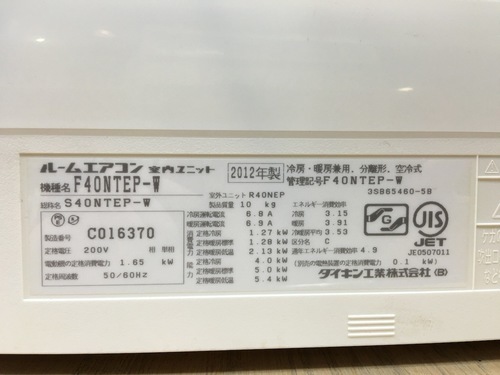 ルームエアコン 室内ユニット 2012年製 冷房・暖房兼用, 分離形, 空冷式
機種名 F40NTEP-W 管理記号 F40NTEP-W
総称名 S40NTEP-W 室外ユニット R40NEP 3SB65460-5B
製品質量 10 kg エネルギー消費効率
⑦ C016370 冷房運転電流 6.8 A 冷房 3.15
暖房運転電流 6.9 A 暖房 3.91
製造番号 定格冷房 1.27 kW 冷暖平均 3.53
定格電圧 200V 相 単相 定格暖房標準 1.28 kW 区分名 C
定格暖房低温 2.13 kW 通年エネルギー消費効率 4.9
電動機の定格消費電力 1.65 kW 定格冷房 4.0 kW (別売の電熱装置の定格消費電力 0.1 kW)
定格周波数 50/60Hz 定格暖房標準 5.0 kW
定格暖房低温 5.4 kW ダイキン工業株式会社(B)
消費電力
G
JIS
JET
JE0507011